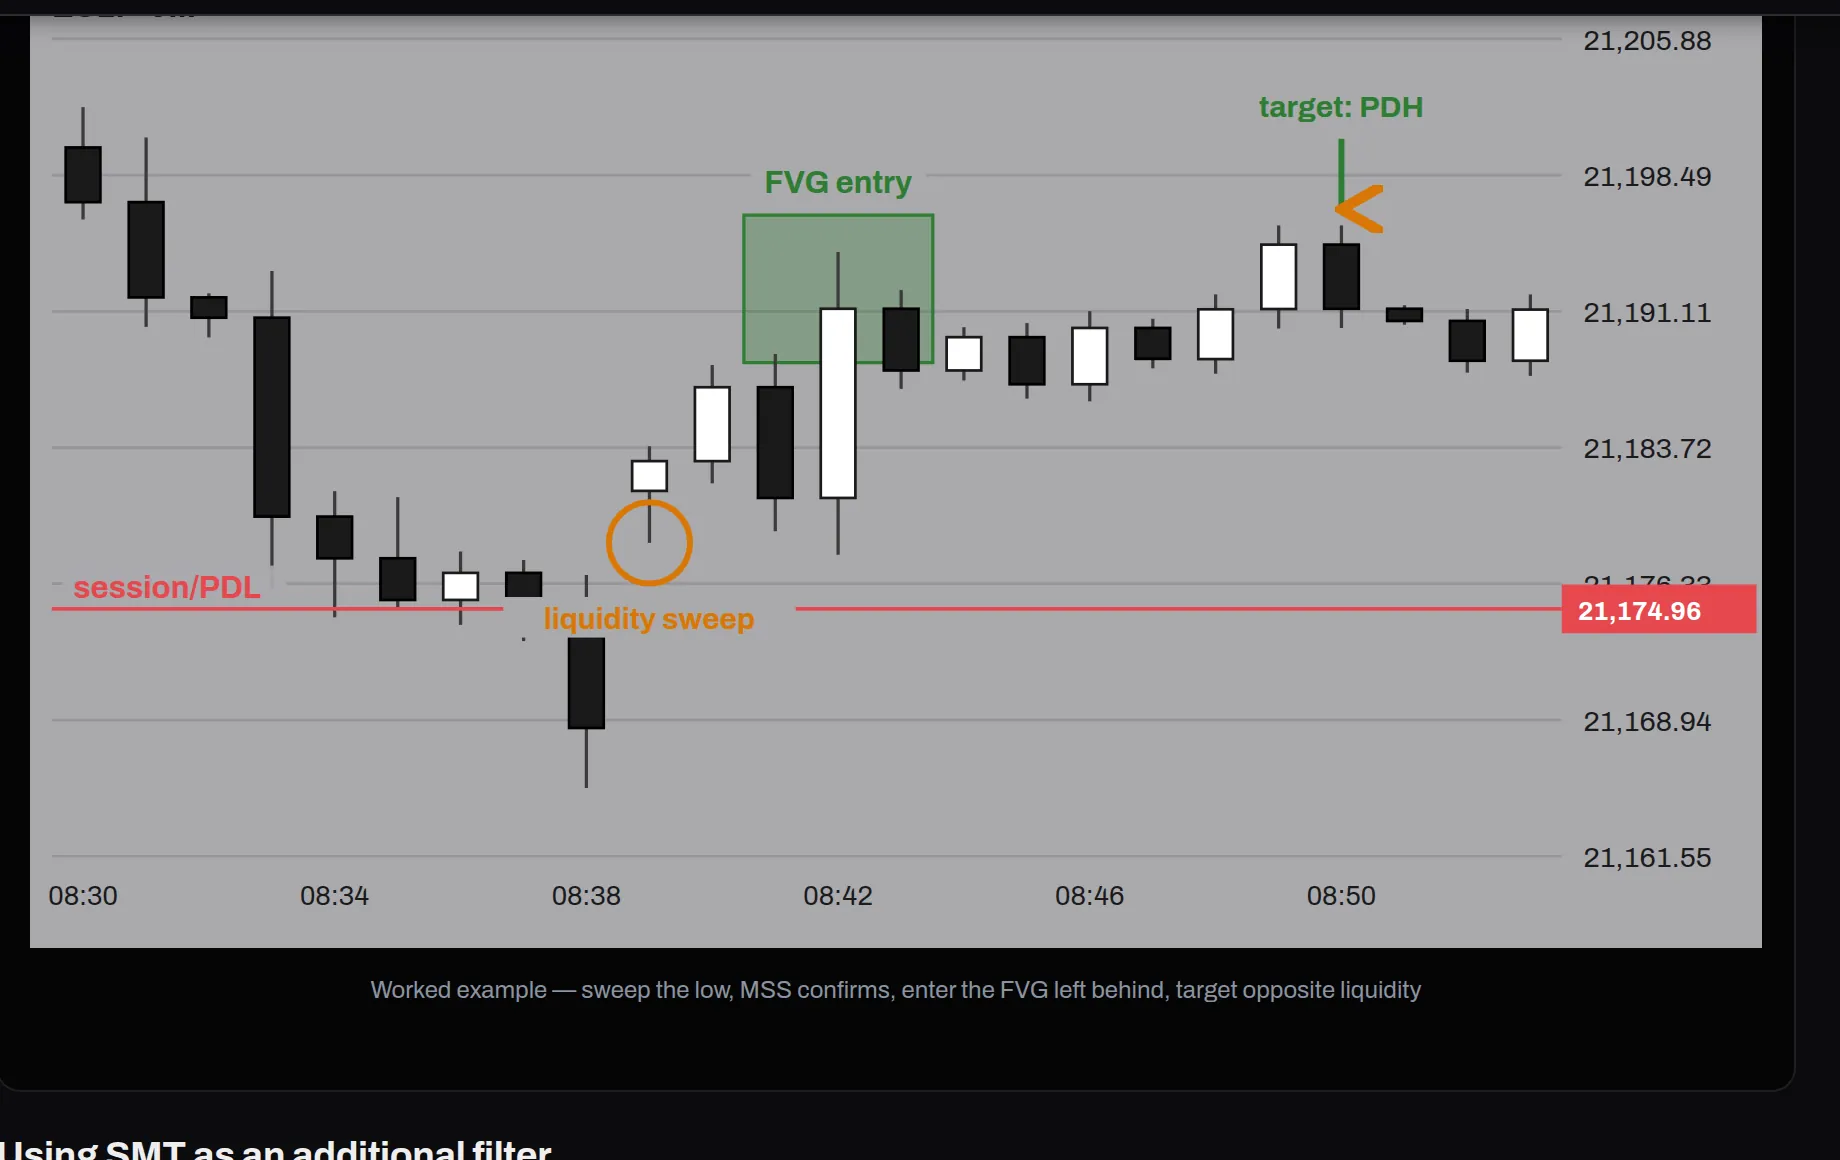 21,205.88
target: PDH
FVG entry
21,198.49
21,191.11
21,183.72
session/PDL
21,176.33
liquidity sweep
21,174.96
21,168.94
21,161.55
08:30 08:34 08:38 08:42 08:46 08:50
Worked example — sweep the low, MSS confirms, enter the FVG left behind, target opposite liquidity
Using SMT as an additional filter